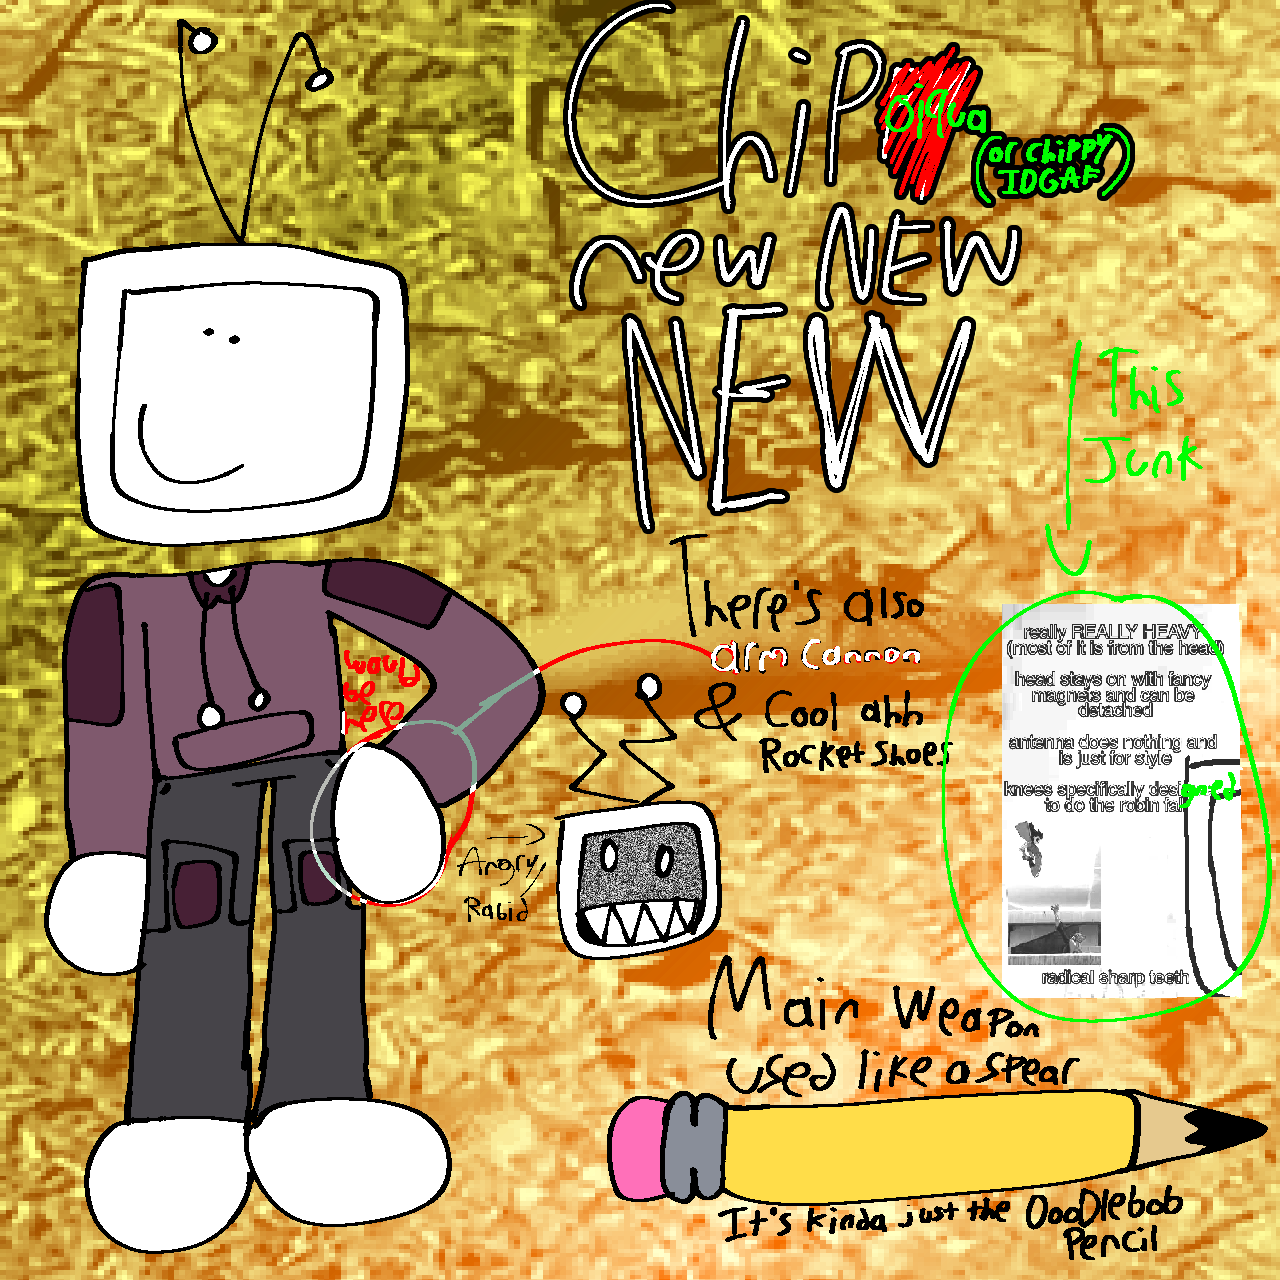 Chip
oiqua
(or chippy
IDGAF)
new NEW
NEW
This
Junk
There's also
arm cannon
& Cool ahh
Rocket Shoes
really REALLY HEAVY
(most of it is from the head)
head stays on with fancy
magnets and can be
detached
antenna does nothing and
is just for style
knees specifically designed
to do the robin fall
radical sharp teeth
Angry/
Rabid
Main Weapon
used like a spear
It's kinda just the DooDlebob
Pencil